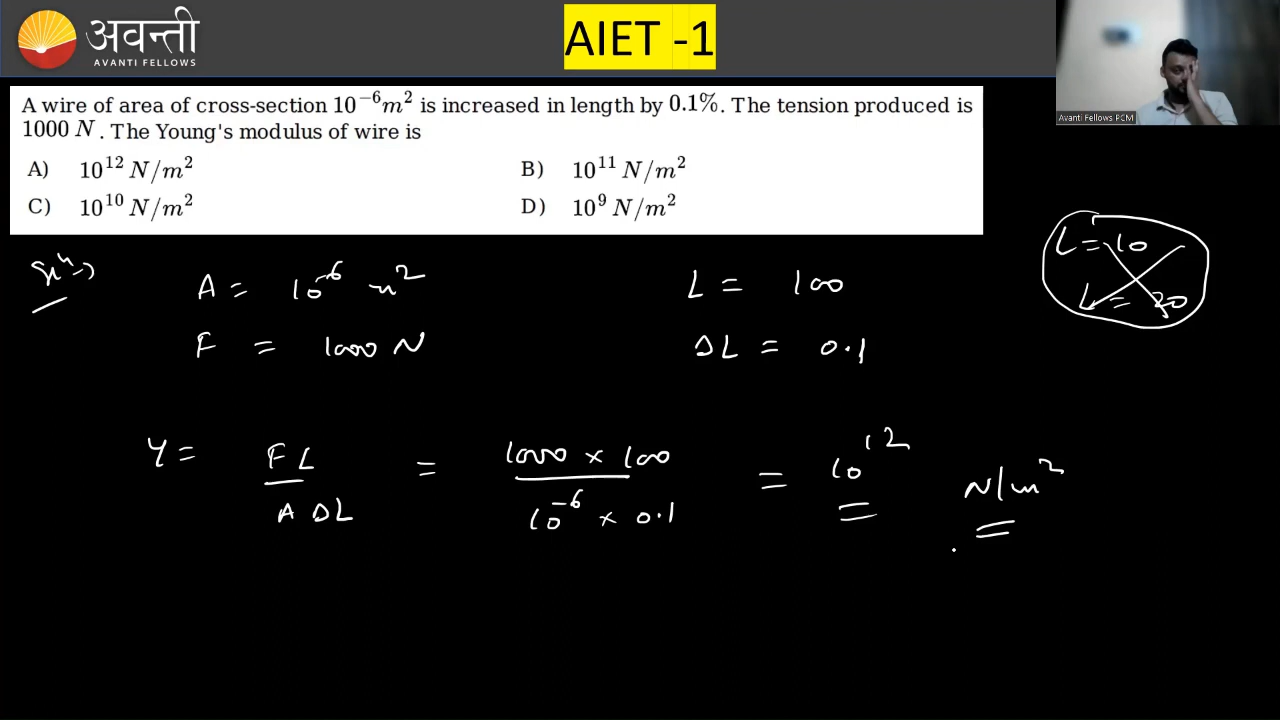 अवन्ती
AVANTI FELLOWS
AIET -1
Avanti Fellows PCM
A wire of area of cross-section 10⁻⁶m² is increased in length by 0.1%. The tension produced is
1000 N. The Young's modulus of wire is
A) 10¹² N/m² B) 10¹¹ N/m²
C) 10¹⁰ N/m² D) 10⁹ N/m²
L = 10
L = 20
A = 10⁻⁶ m² L = 100
F = 1000 N ΔL = 0.1
Y = FL / A ΔL = 1000 × 100 / 10⁻⁶ × 0.1 = 10¹² N/m²